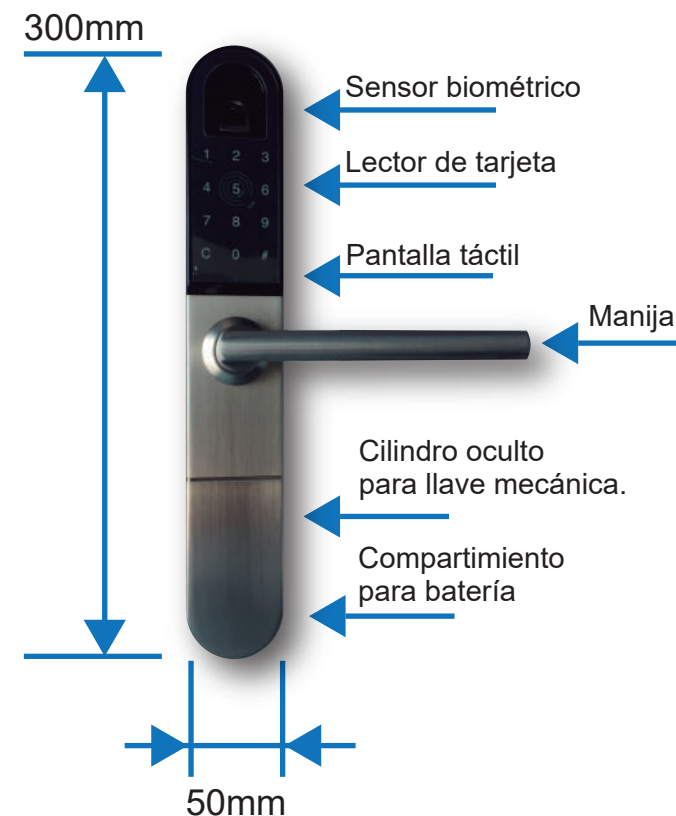 300mm
Sensor biométrico
1 2 3
Lector de tarjeta
4 5 6
7 8 9
C 0 #
Pantalla táctil
Manija
Cilindro oculto
para llave mecánica.
Compartimiento
para batería
50mm